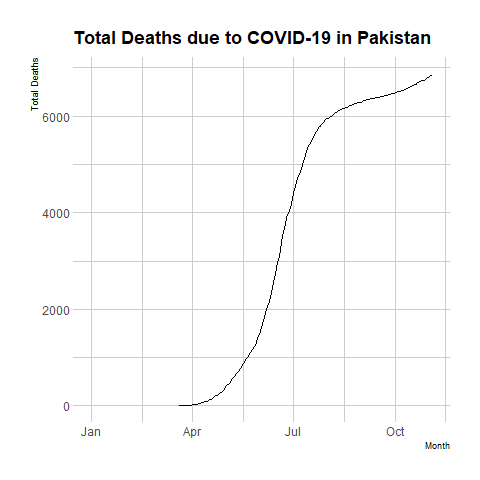 Total Deaths due to COVID-19 in Pakistan
Total Deaths
6000
4000
2000
0
Jan Apr Jul Oct
Month